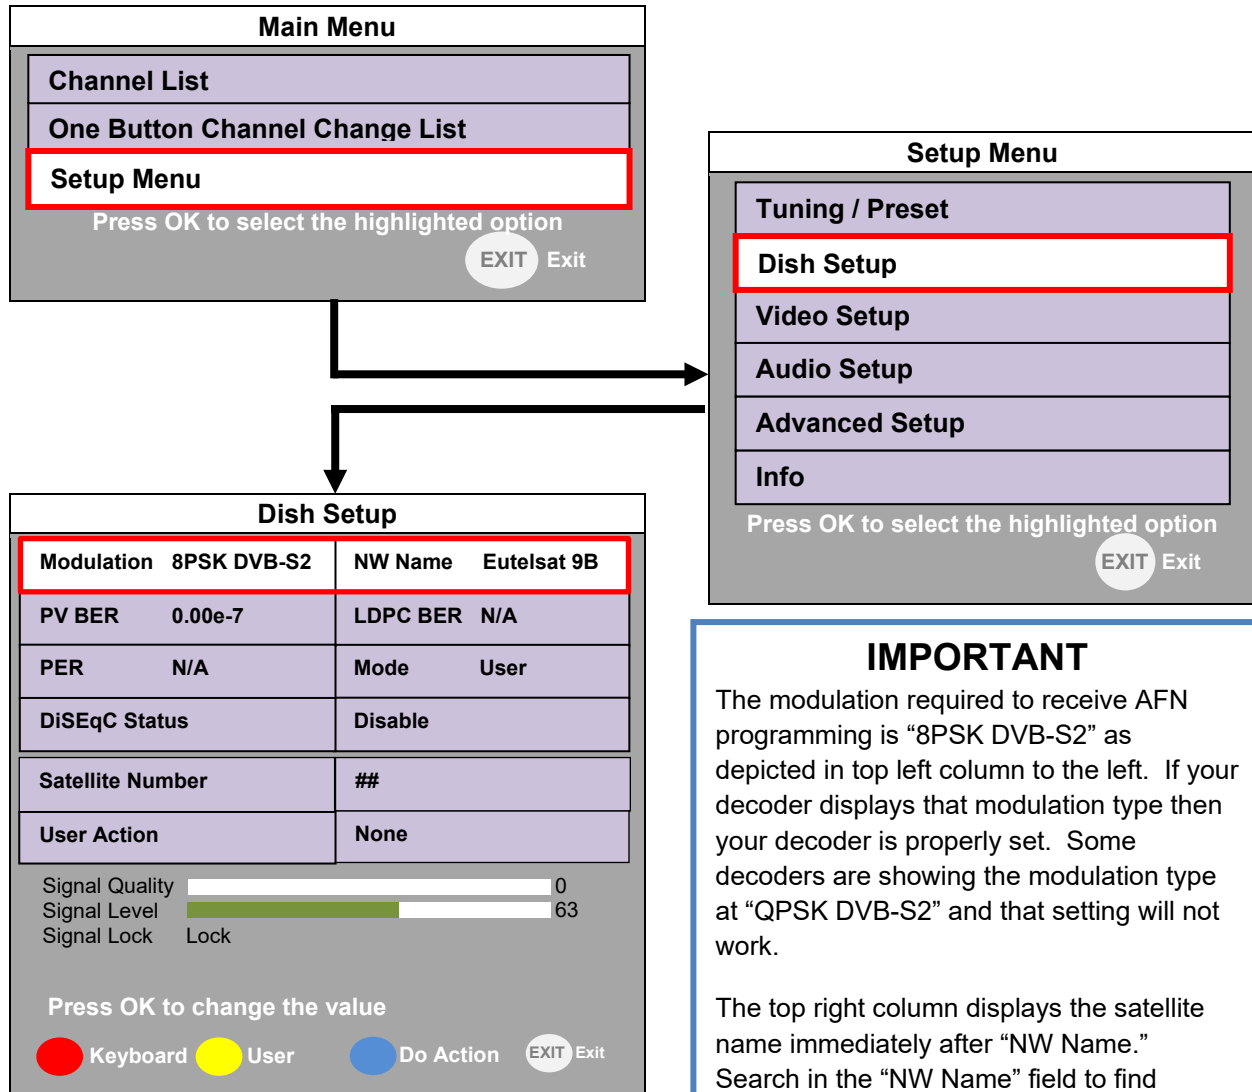 Main Menu
Channel List
One Button Channel Change List
Setup Menu
Press OK to select the highlighted option
EXIT Exit
Setup Menu
Tuning / Preset
Dish Setup
Video Setup
Audio Setup
Advanced Setup
Info
Press OK to select the highlighted option
EXIT Exit
Dish Setup
Modulation 8PSK DVB-S2 NW Name Eutelsat 9B
PV BER 0.00e-7 LDPC BER N/A
PER N/A Mode User
DiSEqC Status Disable
Satellite Number ##
User Action None
Signal Quality 0
Signal Level 63
Signal Lock Lock
Press OK to change the value
Keyboard User Do Action EXIT Exit
IMPORTANT
The modulation required to receive AFN
programming is “8PSK DVB-S2” as
depicted in top left column to the left. If your
decoder displays that modulation type then
your decoder is properly set. Some
decoders are showing the modulation type
at “QPSK DVB-S2” and that setting will not
work.
The top right column displays the satellite
name immediately after “NW Name.”
Search in the “NW Name” field to find